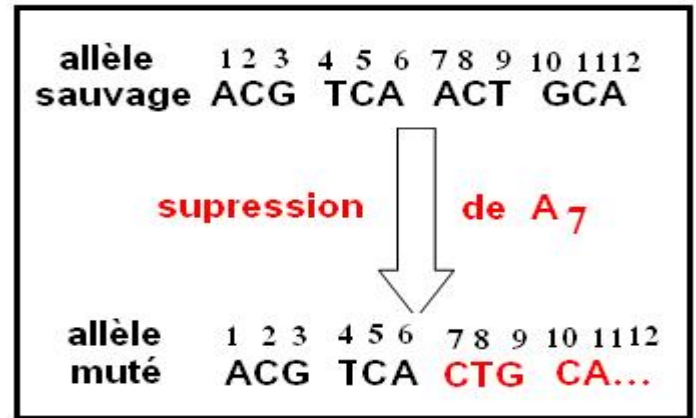 allèle 1 2 3 4 5 6 7 8 9 10 11 12
sauvage ACG TCA ACT GCA
supression de A 7
allèle 1 2 3 4 5 6 7 8 9 10 11 12
muté ACG TCA CTG CA...